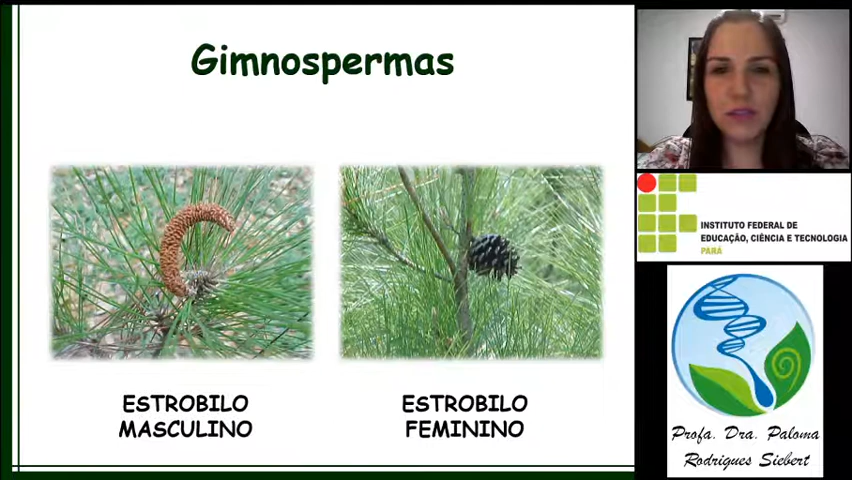 Gimnospermas
ESTROBILO
MASCULINO
ESTROBILO
FEMININO
INSTITUTO FEDERAL DE
EDUCAÇÃO, CIÊNCIA E TECNOLOGIA
PARÁ
Profa. Dra. Paloma
Rodrigues Siebert